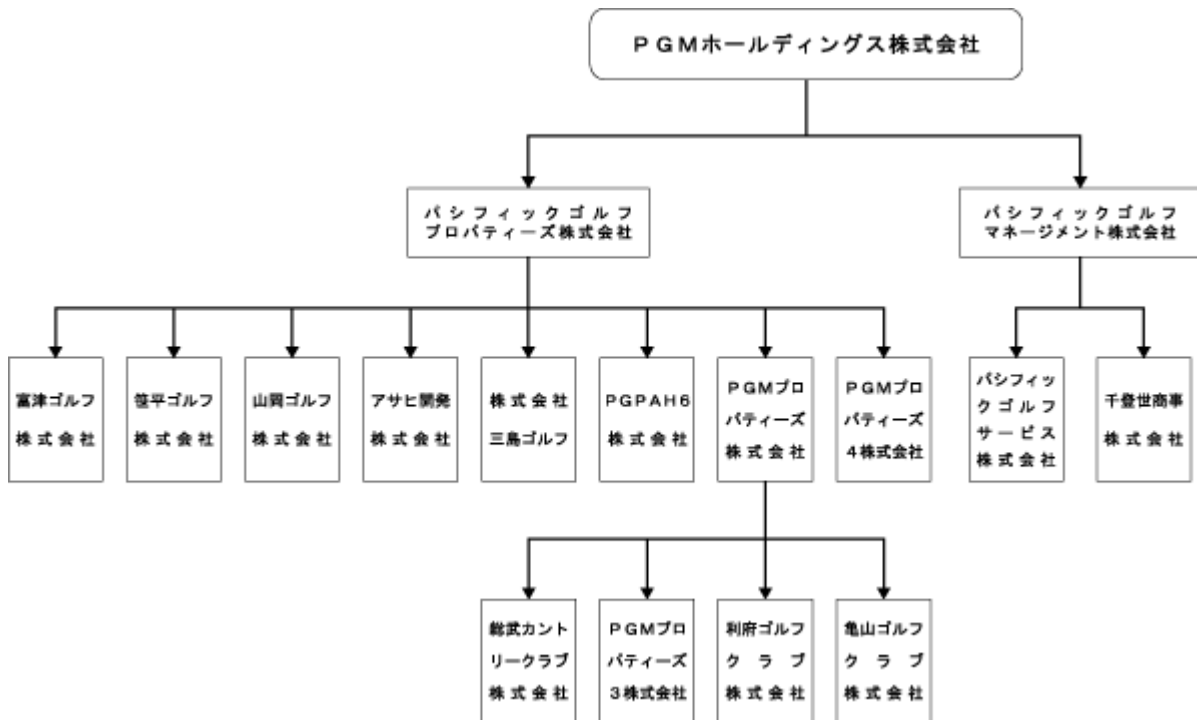 PGMホールディングス株式会社
パシフィックゴルフ
プロパティーズ株式会社
パシフィックゴルフ
マネージメント株式会社
富津ゴルフ
株式会社
笹平ゴルフ
株式会社
山岡ゴルフ
株式会社
アサヒ開発
株式会社
株式会社
三島ゴルフ
PGPAH6
株式会社
PGMプロ
パティーズ
株式会社
PGMプロ
パティーズ
4株式会社
パシフィッ
クゴルフ
サービス
株式会社
千登世商事
株式会社
総武カント
リークラブ
株式会社
PGMプロ
パティーズ
3株式会社
利府ゴルフ
クラブ
株式会社
亀山ゴルフ
クラブ
株式会社